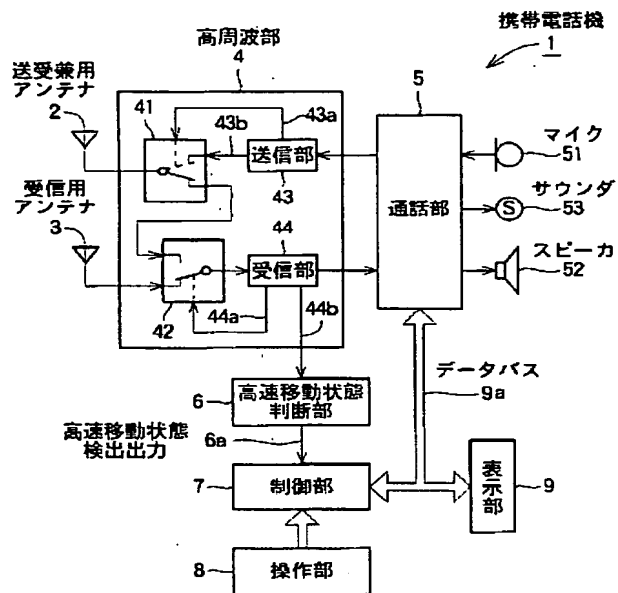 携帯電話機
1
高周波部
4
送受兼用
アンテナ
2
41
43b
43a
送信部
43
5
通話部
マイク
51
サウンダ
S
53
スピーカ
52
受信用
アンテナ
3
42
44
受信部
44a
44b
データバス
9a
6
高速移動状態
判断部
高速移動状態
検出出力
6a
7
制御部
表示部
9
8
操作部